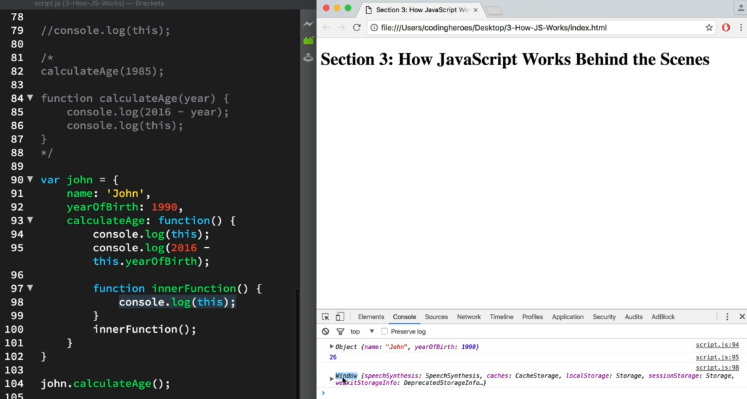 script.js (3-How-JS-Works) — Brackets
78
79 //console.log(this);
80
81 /*
82 calculateAge(1985);
83
84 function calculateAge(year) {
85 console.log(2016 - year);
86 console.log(this);
87 }
88 */
89
90 var john = {
91 name: 'John',
92 yearOfBirth: 1990,
93 calculateAge: function() {
94 console.log(this);
95 console.log(2016 -
this.yearOfBirth);
96
97 function innerFunction() {
98 console.log(this);
99 }
100 innerFunction();
101 }
102 }
103
104 john.calculateAge();
105
Section 3: How JavaScript We
file:///Users/codingheroes/Desktop/3-How-JS-Works/index.html
Section 3: How JavaScript Works Behind the Scenes
Elements Console Sources Network Timeline Profiles Application Security Audits AdBlock
top Preserve log
Object {name: "John", yearOfBirth: 1990} script.js:94
26 script.js:95
script.js:98
Window {speechSynthesis: SpeechSynthesis, caches: CacheStorage, localStorage: Storage, sessionStorage: Storage,
webkitStorageInfo: DeprecatedStorageInfo…}